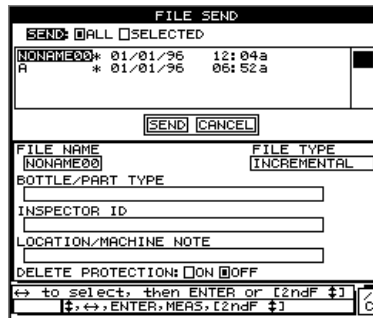 FILE SEND
SEND: ALL SELECTED
NONAME00* 01/01/96 12:04a
A * 01/01/96 06:52a
SEND CANCEL
FILE NAME FILE TYPE
NONAME00 INCREMENTAL
BOTTLE/PART TYPE
INSPECTOR ID
LOCATION/MACHINE NOTE
DELETE PROTECTION: ON OFF
↔ to select, then ENTER or [2ndF ↕]
↕,↔,ENTER,MEAS,[2ndF ↕]